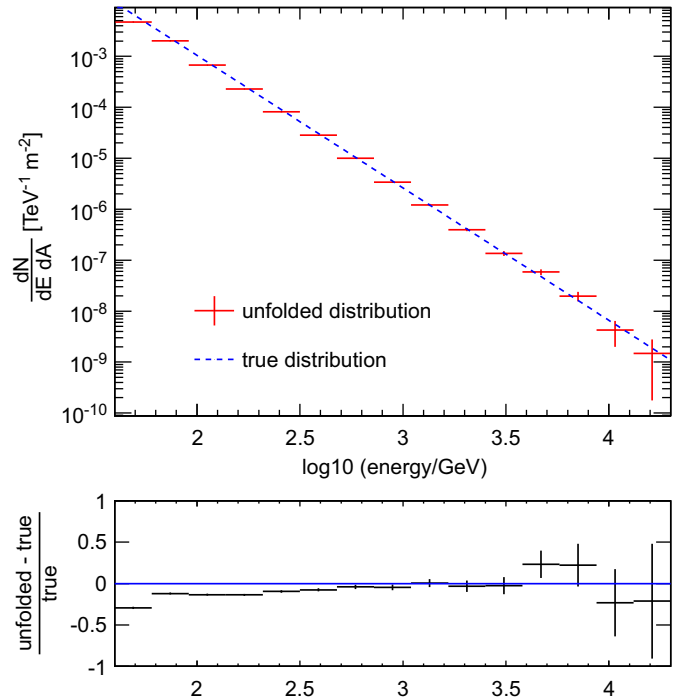 10⁻³
10⁻⁴
10⁻⁵
10⁻⁶
10⁻⁷
10⁻⁸
10⁻⁹
10⁻¹⁰
dN
dE dA
[TeV⁻¹ m⁻²]
unfolded distribution
true distribution
2 2.5 3 3.5 4
log10 (energy/GeV)
1
0.5
0
-0.5
-1
unfolded - true
true
2 2.5 3 3.5 4